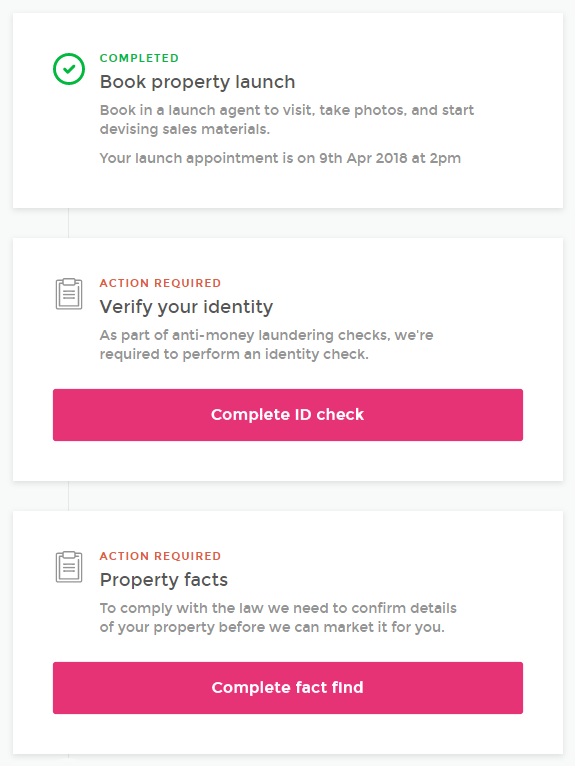 COMPLETED
Book property launch
Book in a launch agent to visit, take photos, and start
devising sales materials.
Your launch appointment is on 9th Apr 2018 at 2pm
ACTION REQUIRED
Verify your identity
As part of anti-money laundering checks, we're
required to perform an identity check.
Complete ID check
ACTION REQUIRED
Property facts
To comply with the law we need to confirm details
of your property before we can market it for you.
Complete fact find